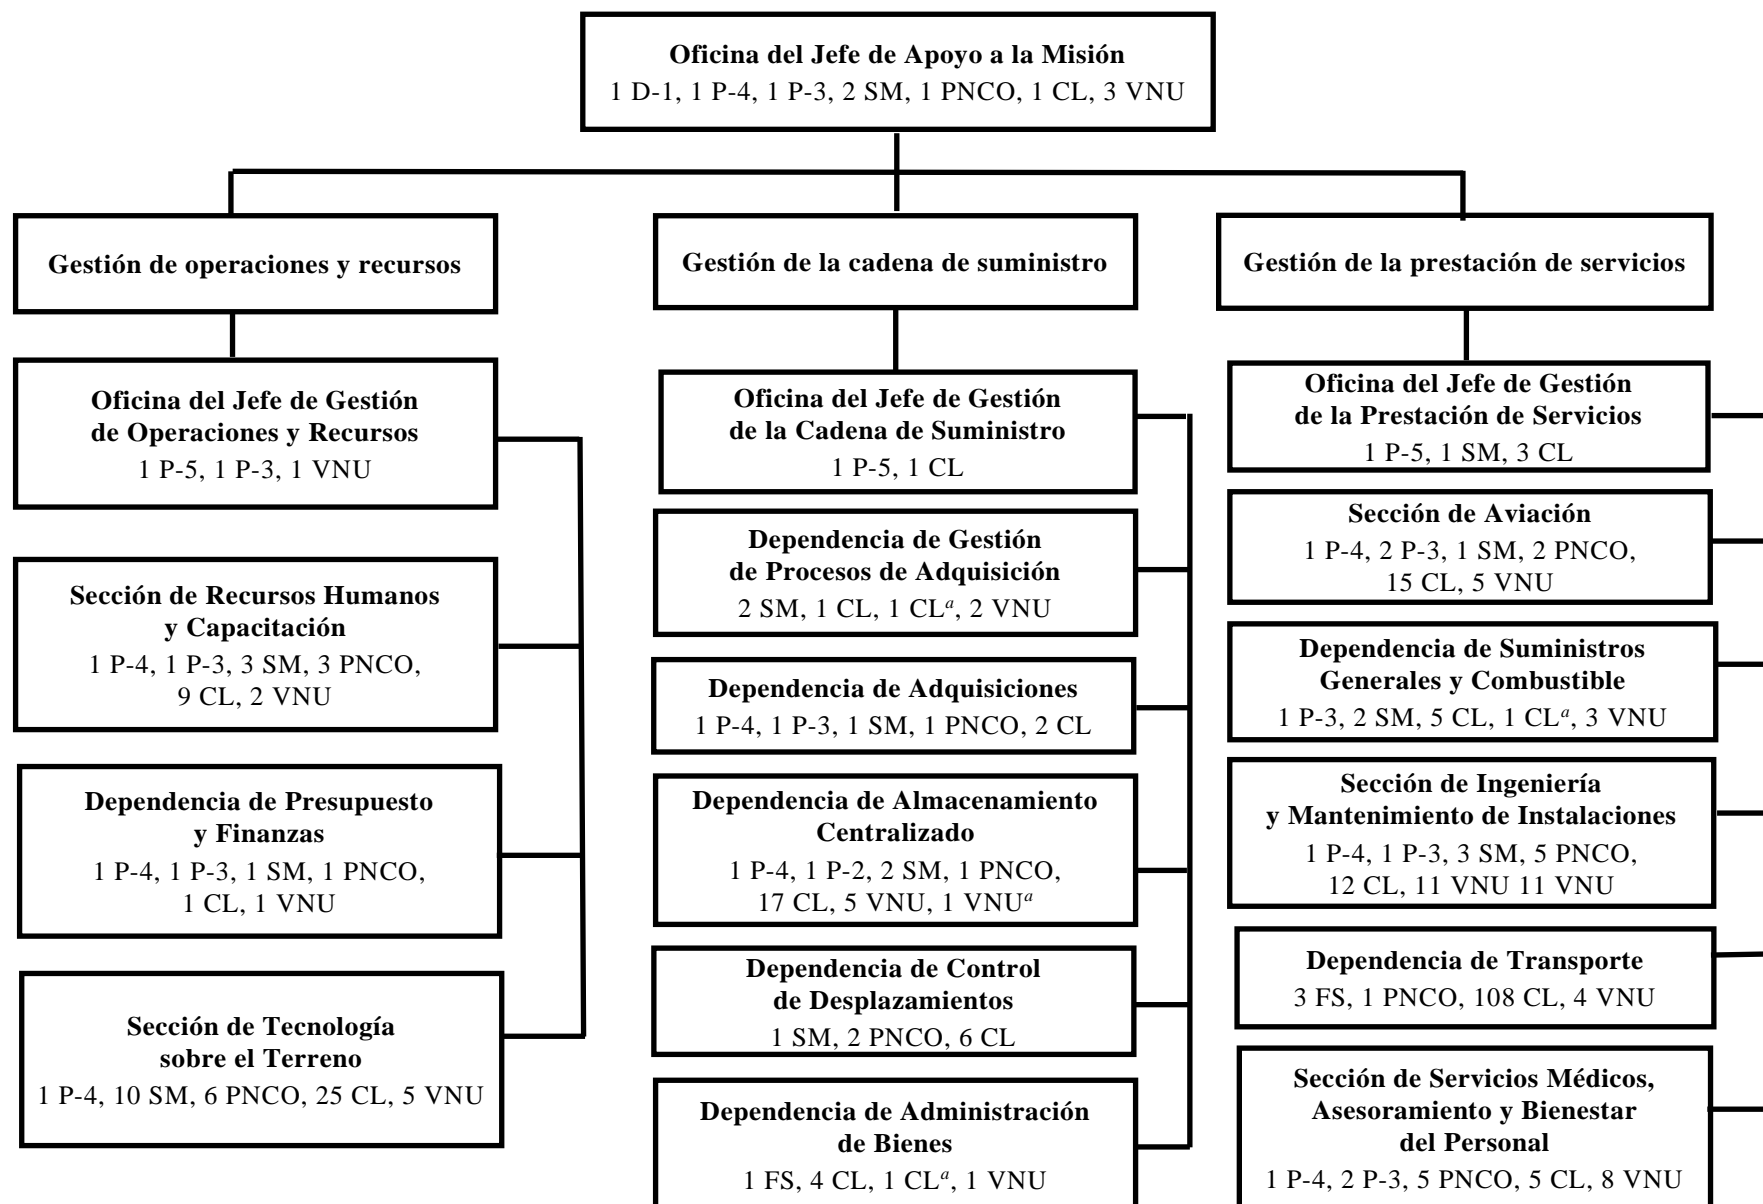 Oficina del Jefe de Apoyo a la Misión
1 D-1, 1 P-4, 1 P-3, 2 SM, 1 PNCO, 1 CL, 3 VNU
Gestión de operaciones y recursos
Oficina del Jefe de Gestión
de Operaciones y Recursos
1 P-5, 1 P-3, 1 VNU
Sección de Recursos Humanos
y Capacitación
1 P-4, 1 P-3, 3 SM, 3 PNCO,
9 CL, 2 VNU
Dependencia de Presupuesto
y Finanzas
1 P-4, 1 P-3, 1 SM, 1 PNCO,
1 CL, 1 VNU
Sección de Tecnología
sobre el Terreno
1 P-4, 10 SM, 6 PNCO, 25 CL, 5 VNU
Gestión de la cadena de suministro
Oficina del Jefe de Gestión
de la Cadena de Suministro
1 P-5, 1 CL
Dependencia de Gestión
de Procesos de Adquisición
2 SM, 1 CL, 1 CLᵃ, 2 VNU
Dependencia de Adquisiciones
1 P-4, 1 P-3, 1 SM, 1 PNCO, 2 CL
Dependencia de Almacenamiento
Centralizado
1 P-4, 1 P-2, 2 SM, 1 PNCO,
17 CL, 5 VNU, 1 VNUᵃ
Dependencia de Control
de Desplazamientos
1 SM, 2 PNCO, 6 CL
Dependencia de Administración
de Bienes
1 FS, 4 CL, 1 CLᵃ, 1 VNU
Gestión de la prestación de servicios
Oficina del Jefe de Gestión
de la Prestación de Servicios
1 P-5, 1 SM, 3 CL
Sección de Aviación
1 P-4, 2 P-3, 1 SM, 2 PNCO,
15 CL, 5 VNU
Dependencia de Suministros
Generales y Combustible
1 P-3, 2 SM, 5 CL, 1 CLᵃ, 3 VNU
Sección de Ingeniería
y Mantenimiento de Instalaciones
1 P-4, 1 P-3, 3 SM, 5 PNCO,
12 CL, 11 VNU 11 VNU
Dependencia de Transporte
3 FS, 1 PNCO, 108 CL, 4 VNU
Sección de Servicios Médicos,
Asesoramiento y Bienestar
del Personal
1 P-4, 2 P-3, 5 PNCO, 5 CL, 8 VNU